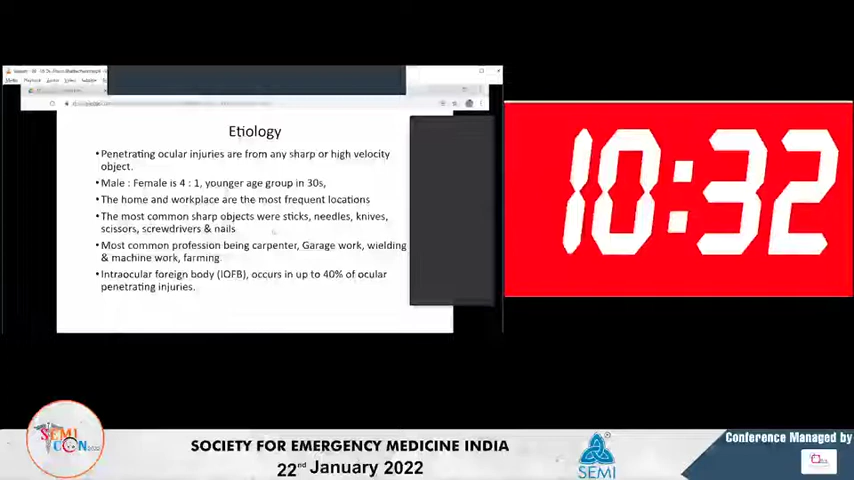 Etiology
•Penetrating ocular injuries are from any sharp or high velocity
object.
•Male : Female is 4 : 1, younger age group in 30s,
•The home and workplace are the most frequent locations
•The most common sharp objects were sticks, needles, knives,
scissors, screwdrivers & nails
•Most common profession being carpenter, Garage work, wielding
& machine work, farming.
•Intraocular foreign body (IOFB), occurs in up to 40% of ocular
penetrating injuries.
10:32
SEMI
CON
SOCIETY FOR EMERGENCY MEDICINE INDIA
22nd January 2022
SEMI
Conference Managed by